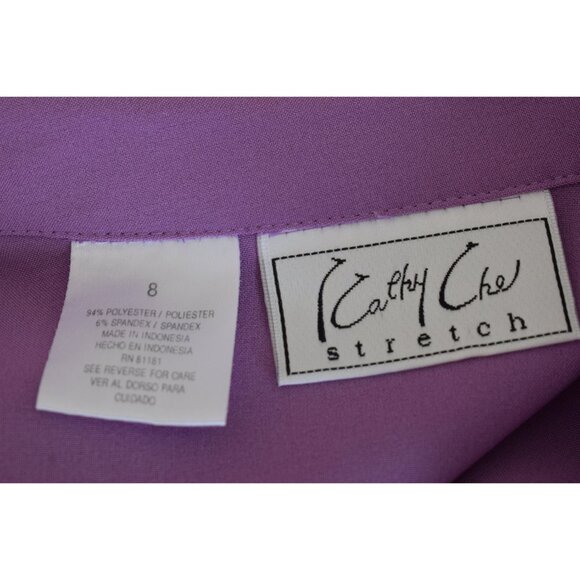 8
94% POLYESTER / POLIESTER
6% SPANDEX / SPANDEX
MADE IN INDONESIA
HECHO EN INDONESIA
RN 61181
SEE REVERSE FOR CARE
VER AL DORSO PARA
CUIDADO
Kathy Che
stretch